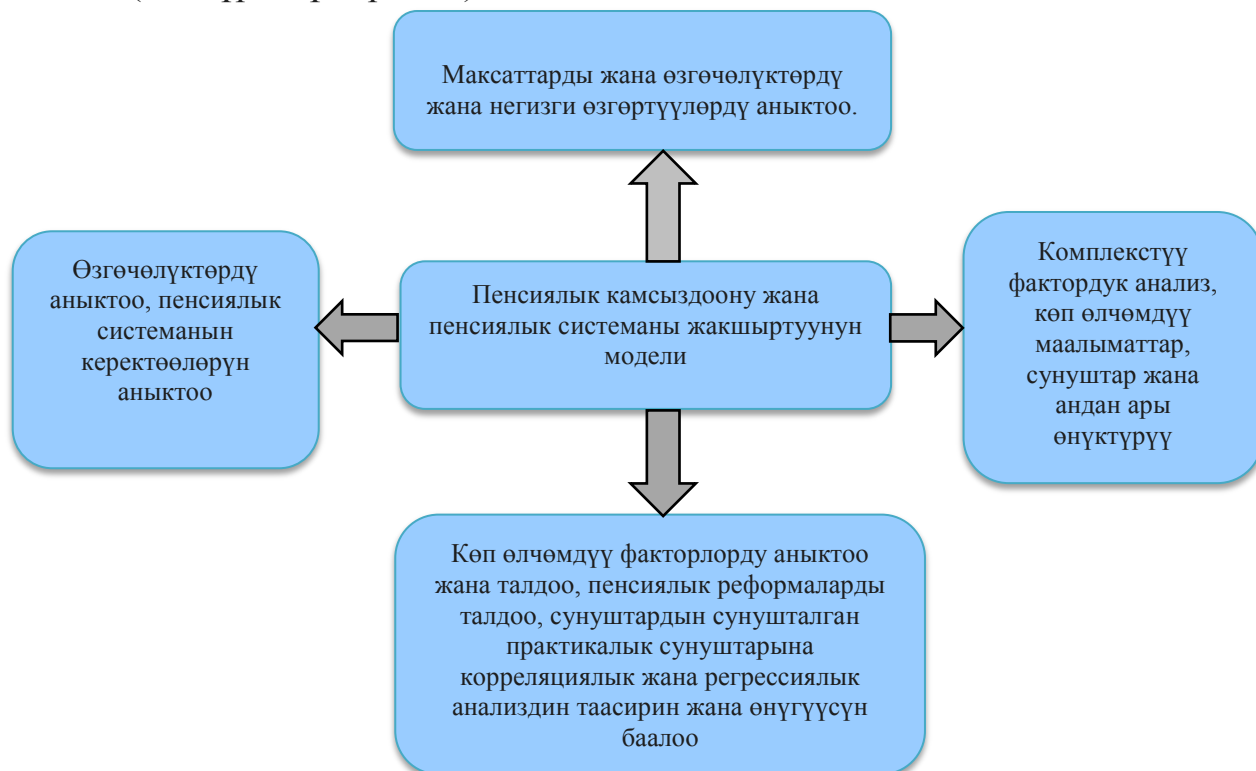 Максаттарды жана өзгөчөлүктөрдү
жана негизги өзгөртүүлөрдү аныктоо.
Өзгөчөлүктөрдү
аныктоо, пенсиялык
системанын
керектөөлөрүн
аныктоо
Пенсиялык камсыздоону жана
пенсиялык системаны жакшыртуунун
модели
Комплекстүү
фактордук анализ,
көп өлчөмдүү
маалыматтар,
сунуштар жана
андан ары
өнүктүрүү
Көп өлчөмдүү факторлорду аныктоо
жана талдоо, пенсиялык реформаларды
талдоо, сунуштардын сунушталган
практикалык сунуштарына
корреляциялык жана регрессиялык
анализдин таасирин жана өнүгүүсүн
баалоо